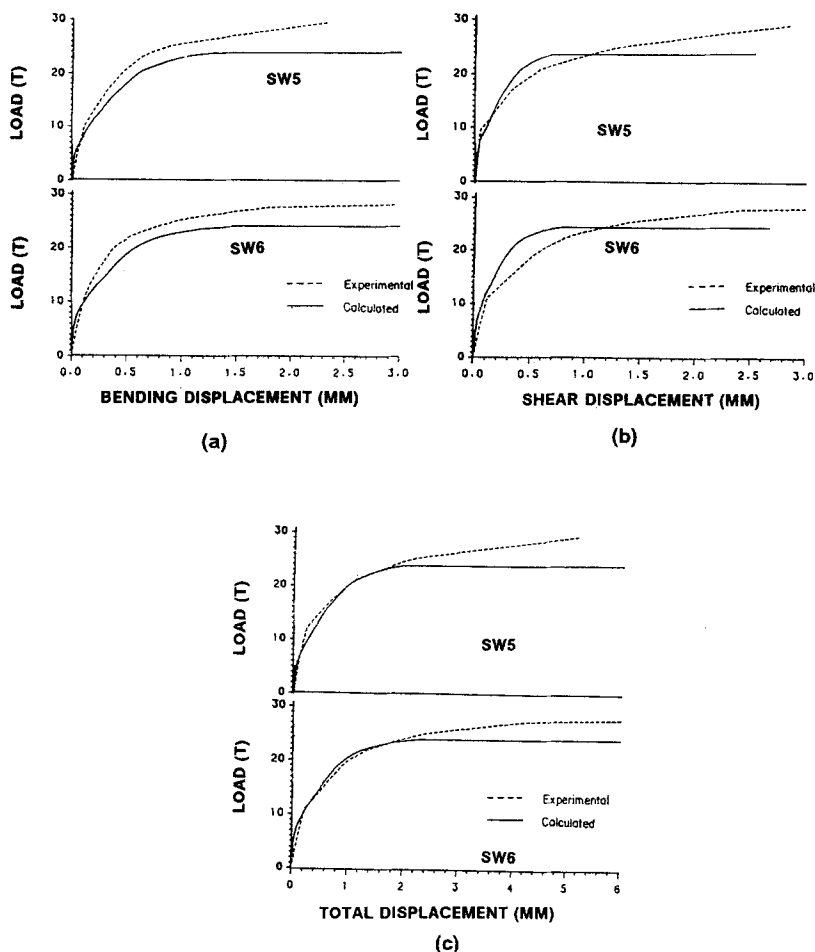 30
20
10
0
LOAD (T)
SW5
30
20
10
0
LOAD (T)
SW6
Experimental
Calculated
0.0 0.5 1.0 1.5 2.0 2.5 3.0
BENDING DISPLACEMENT (MM)
(a)
30
20
10
0
LOAD (T)
SW5
30
20
10
0
LOAD (T)
SW6
Experimental
Calculated
0.0 0.5 1.0 1.5 2.0 2.5 3.0
SHEAR DISPLACEMENT (MM)
(b)
30
20
10
0
LOAD (T)
SW5
30
20
10
0
LOAD (T)
Experimental
Calculated
SW6
0 1 2 3 4 5 6
TOTAL DISPLACEMENT (MM)
(c)